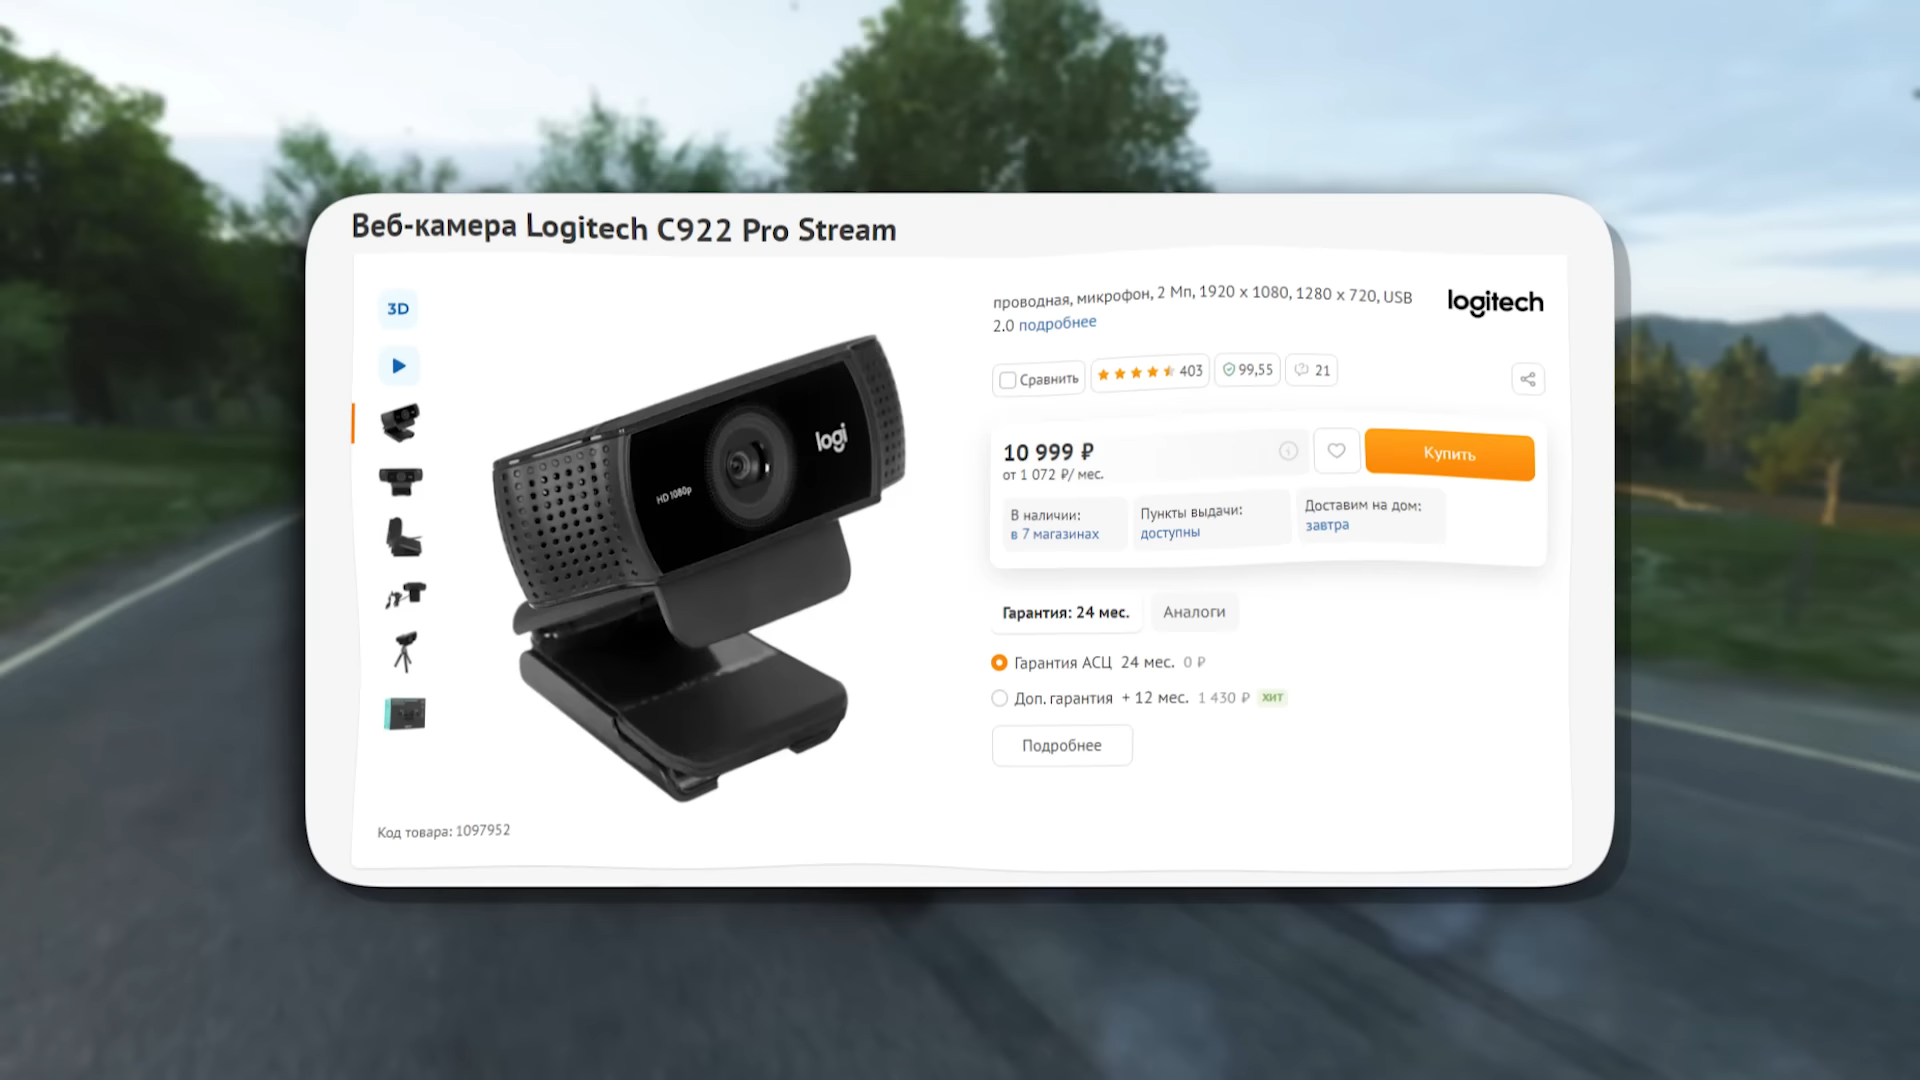 Веб-камера Logitech C922 Pro Stream
3D
проводная, микрофон, 2 Мп, 1920 x 1080, 1280 x 720, USB
2.0 подробнее
logitech
Сравнить
403
99,55
21
logi
HD 1080p
10 999 ₽
от 1 072 ₽/ мес.
Купить
В наличии:
в 7 магазинах
Пункты выдачи:
доступны
Доставим на дом:
завтра
Гарантия: 24 мес.
Аналоги
Гарантия АСЦ 24 мес. 0 ₽
Доп. гарантия + 12 мес. 1 430 ₽ ХИТ
Подробнее
Код товара: 1097952